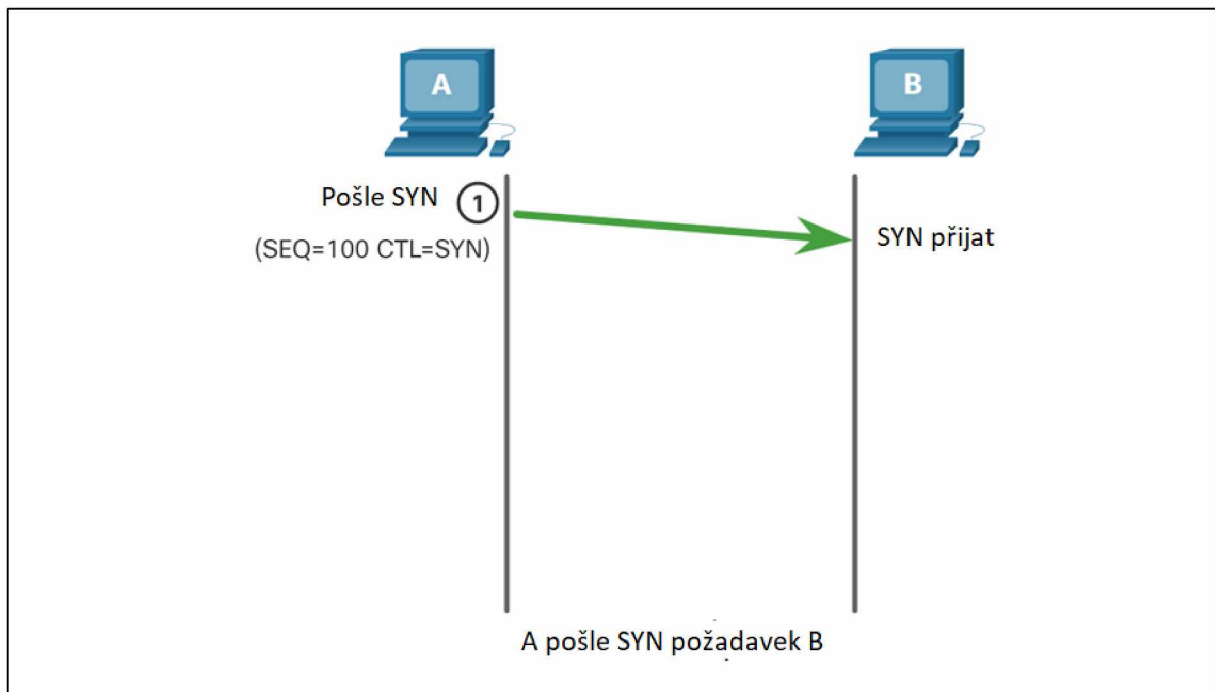 A
B
Pošle SYN 1
(SEQ=100 CTL=SYN)
SYN přijat
A pošle SYN požadavek B